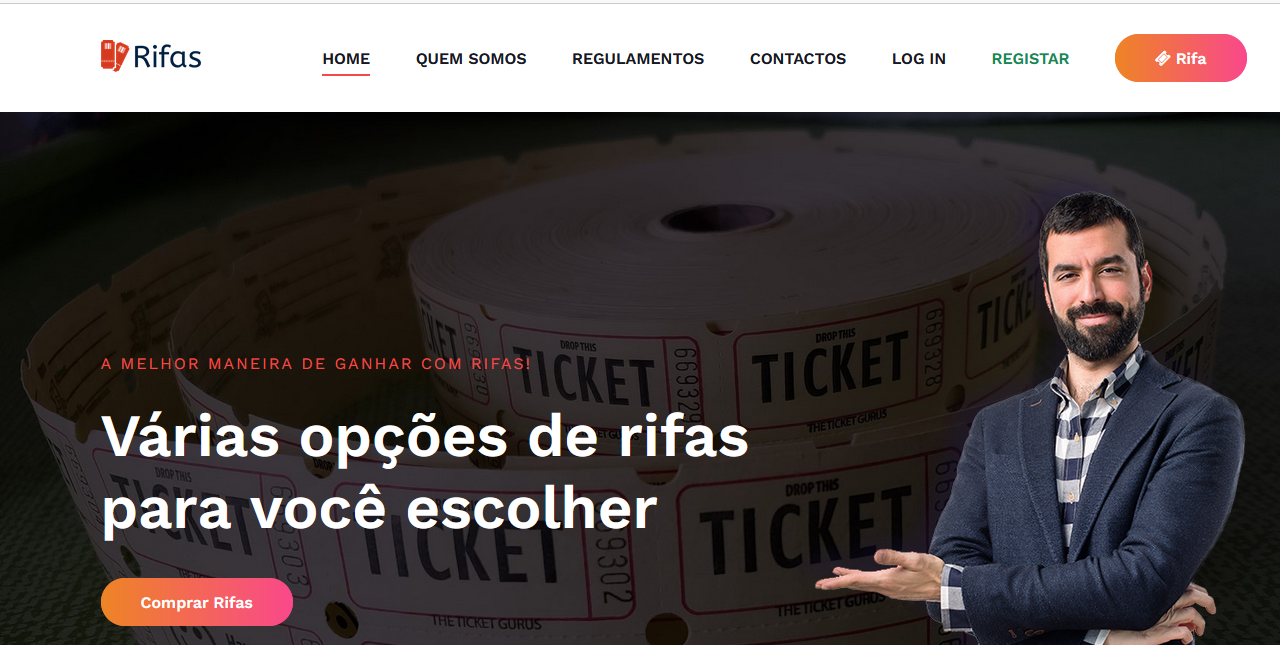 Rifas
HOME QUEM SOMOS REGULAMENTOS CONTACTOS LOG IN REGISTAR Rifa
A MELHOR MANEIRA DE GANHAR COM RIFAS!
Várias opções de rifas
para você escolher
Comprar Rifas
DROP THIS
TICKET
669329
THE TICKET GURUS
DROP THIS
TICKET
669328
THE TICKET GURUS
DROP THIS
TICKET
69303
TICKET
69302
THE TICKET GURUS
DROP THIS
TICKET
THE TICKET GURUS